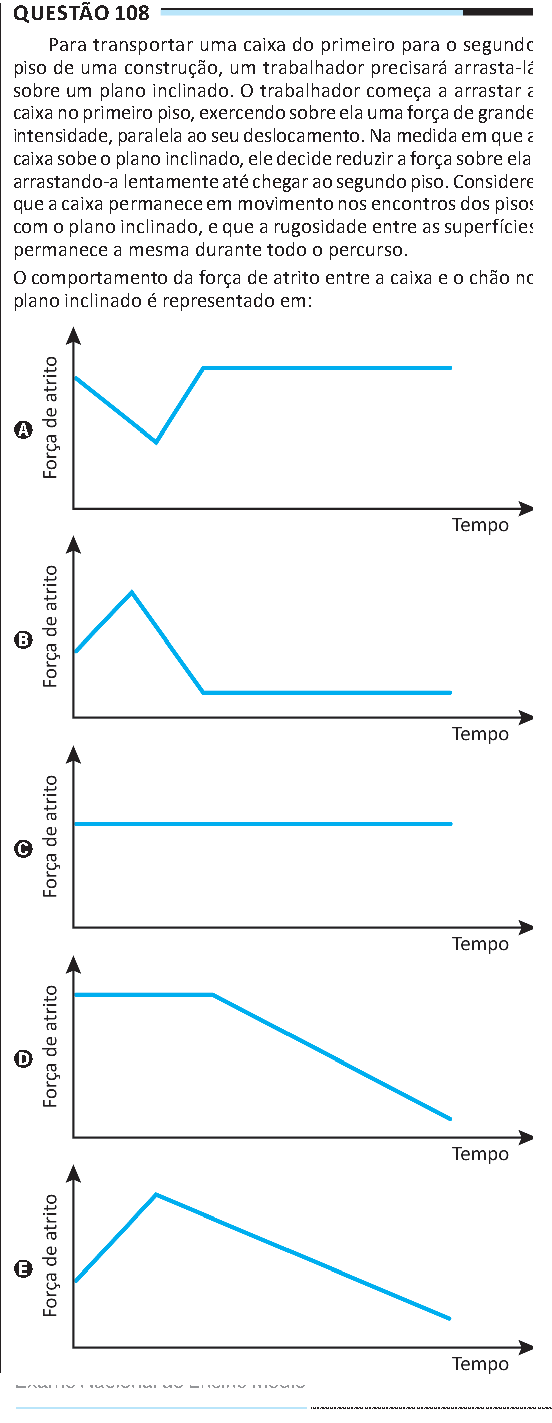 QUESTÃO 108
Para transportar uma caixa do primeiro para o segundo
piso de uma construção, um trabalhador precisará arrastá-la
sobre um plano inclinado. O trabalhador começa a arrastar a
caixa no primeiro piso, exercendo sobre ela uma força de grande
intensidade, paralela ao seu deslocamento. Na medida em que a
caixa sobe o plano inclinado, ele decide reduzir a força sobre ela
arrastando-a lentamente até chegar ao segundo piso. Considere
que a caixa permanece em movimento nos encontros dos pisos
com o plano inclinado, e que a rugosidade entre as superfícies
permanece a mesma durante todo o percurso.
O comportamento da força de atrito entre a caixa e o chão no
plano inclinado é representado em:
A
Força de atrito
Tempo
B
Força de atrito
Tempo
C
Força de atrito
Tempo
D
Força de atrito
Tempo
E
Força de atrito
Tempo
Exame Nacional do Ensino Médio